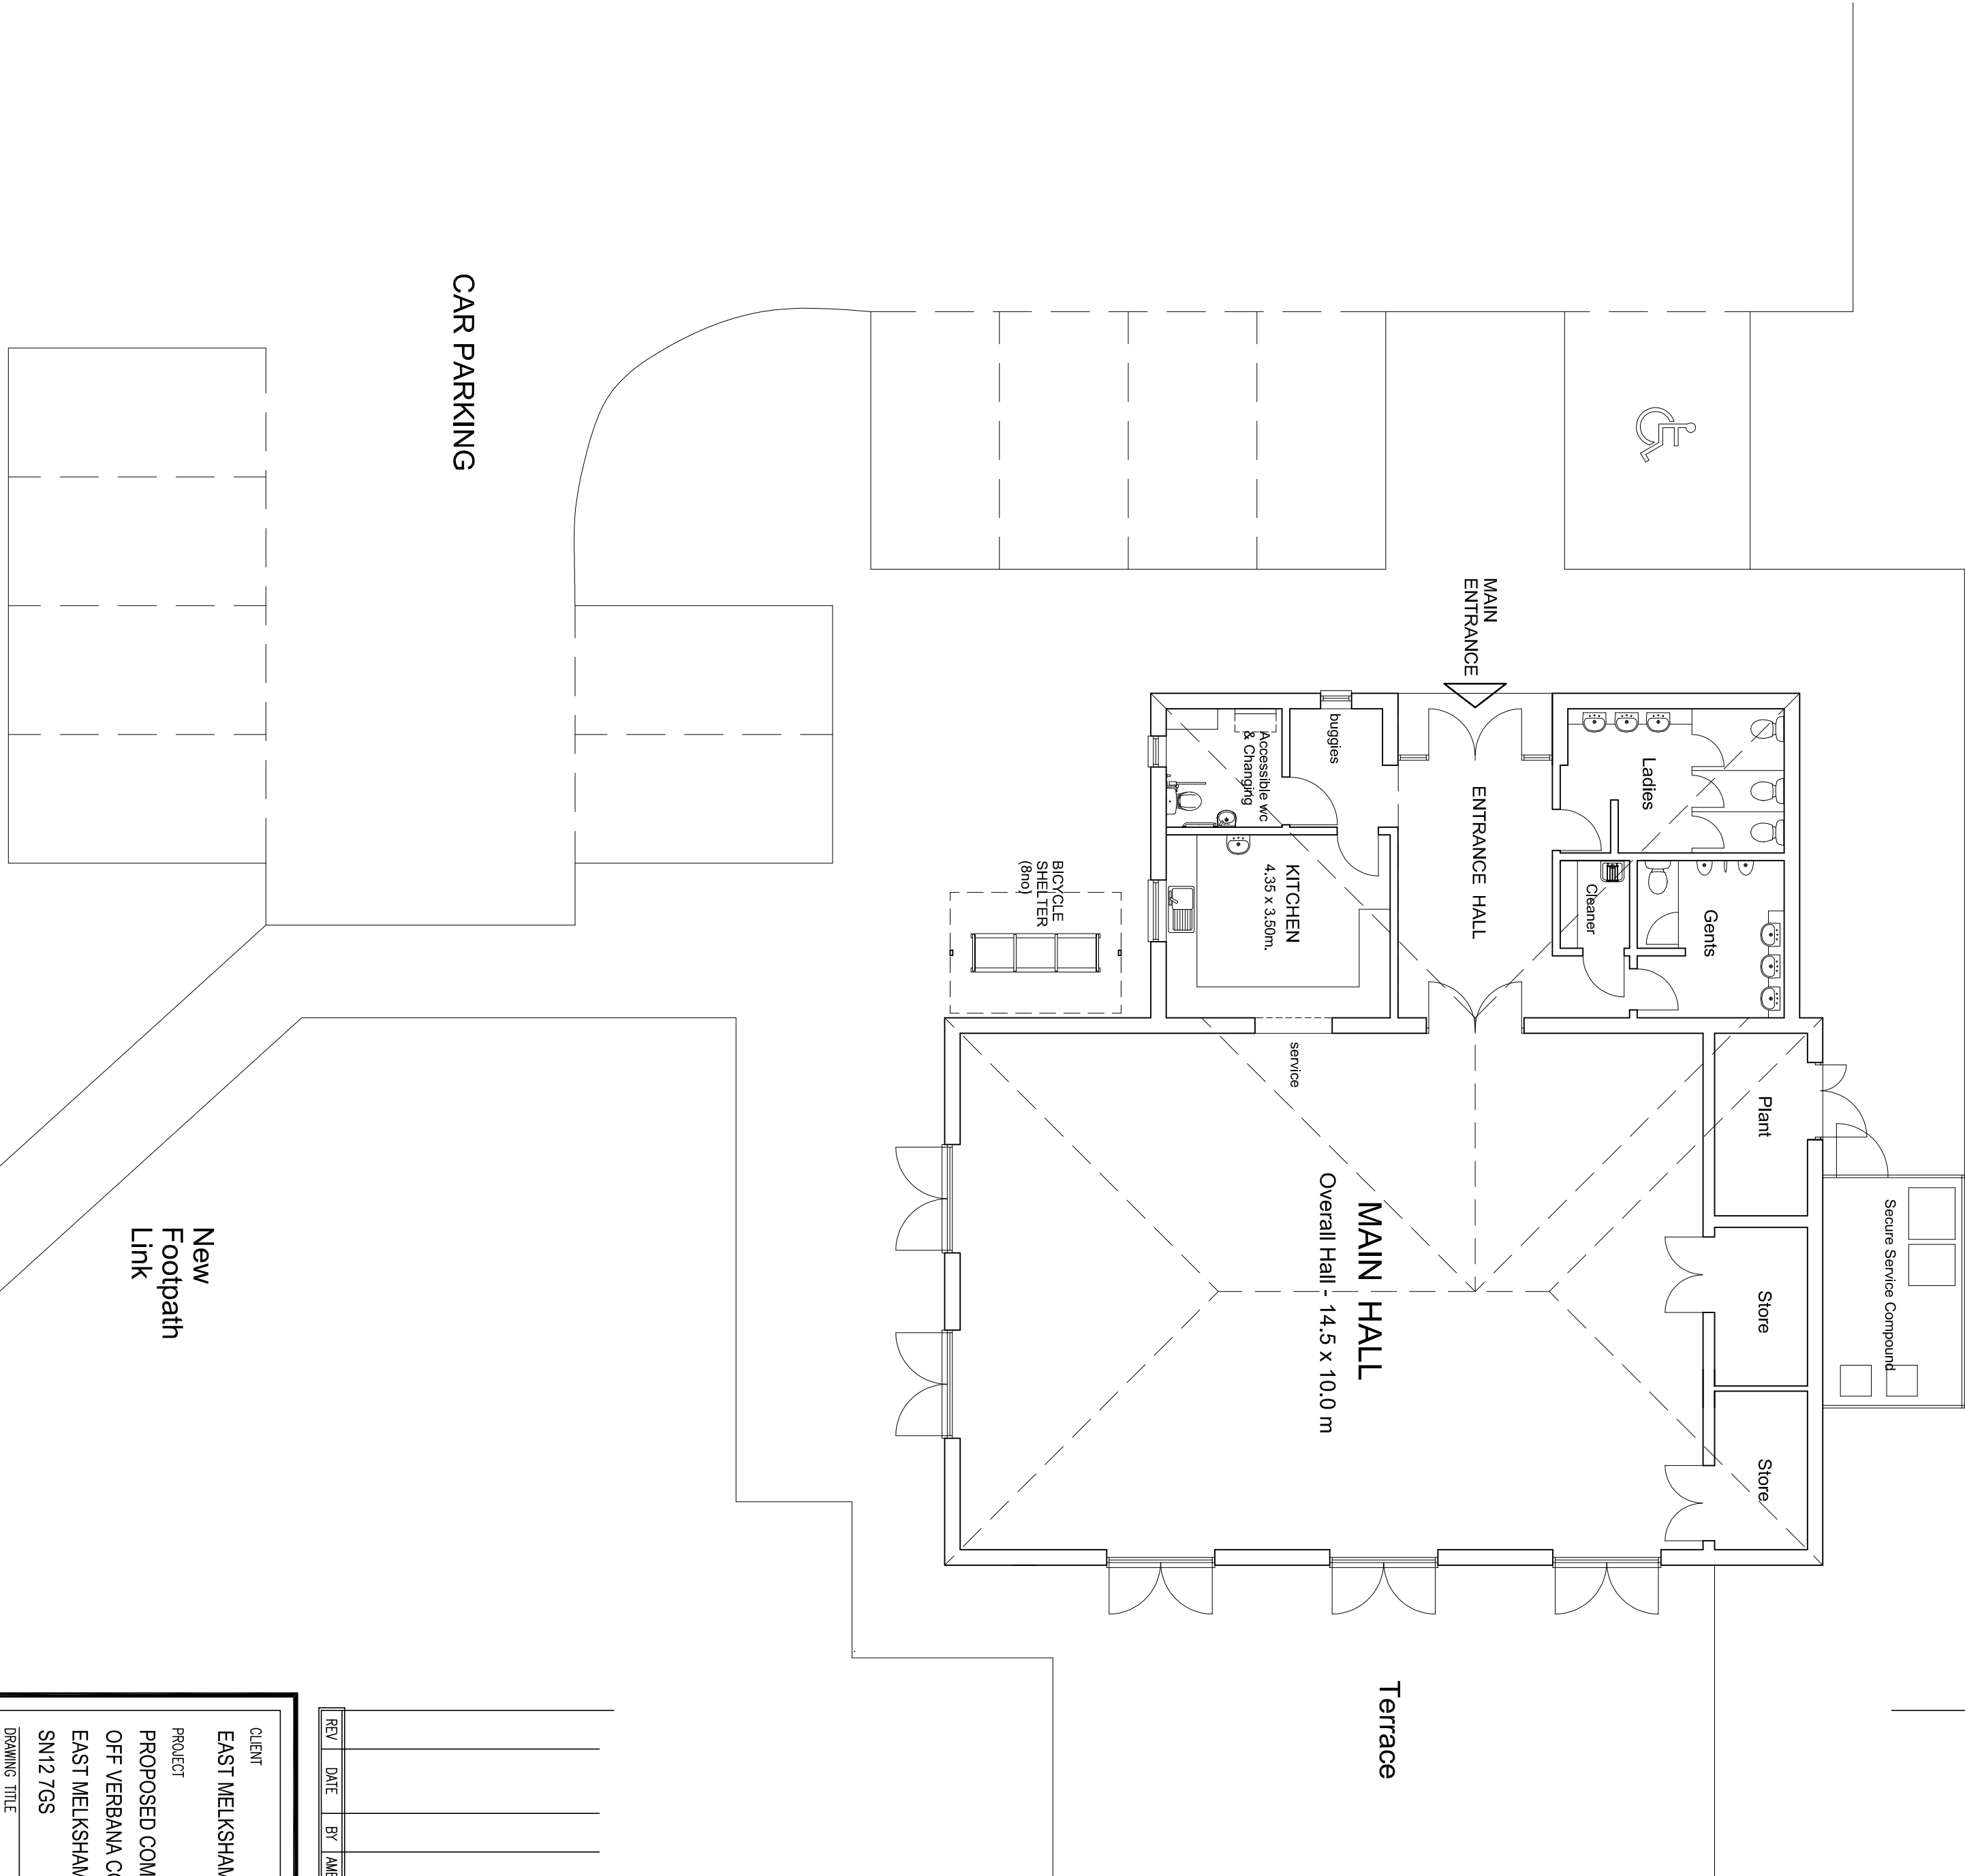 CAR PARKING
MAIN
ENTRANCE
ENTRANCE HALL
Ladies
Gents
Cleaner
buggies
Accessible wc
& Changing
KITCHEN
4.35 x 3.50m.
BICYCLE
SHELTER
(8no)
service
Plant
Store
Store
Secure Service Compound
MAIN HALL
Overall Hall - 14.5 x 10.0 m
New
Footpath
Link
Terrace
REV DATE BY
CLIENT
EAST MELKSHAM
PROJECT
PROPOSED COM
OFF VERBANA CO
EAST MELKSHAM
SN12 7GS
DRAWING TITLE